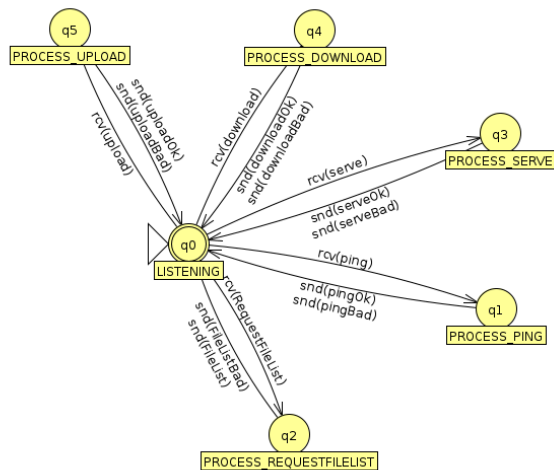 q5
PROCESS_UPLOAD
q4
PROCESS_DOWNLOAD
snd(uploadOk)
snd(uploadBad)
rcv(upload)
rcv(download)
snd(downloadOk)
snd(downloadBad)
q3
PROCESS_SERVE
rcv(serve)
snd(serveOk)
snd(serveBad)
q0
LISTENING
rcv(ping)
snd(pingOk)
snd(pingBad)
q1
PROCESS_PING
rcv(RequestFileList)
snd(FileListBad)
snd(FileList)
q2
PROCESS_REQUESTFILELIST